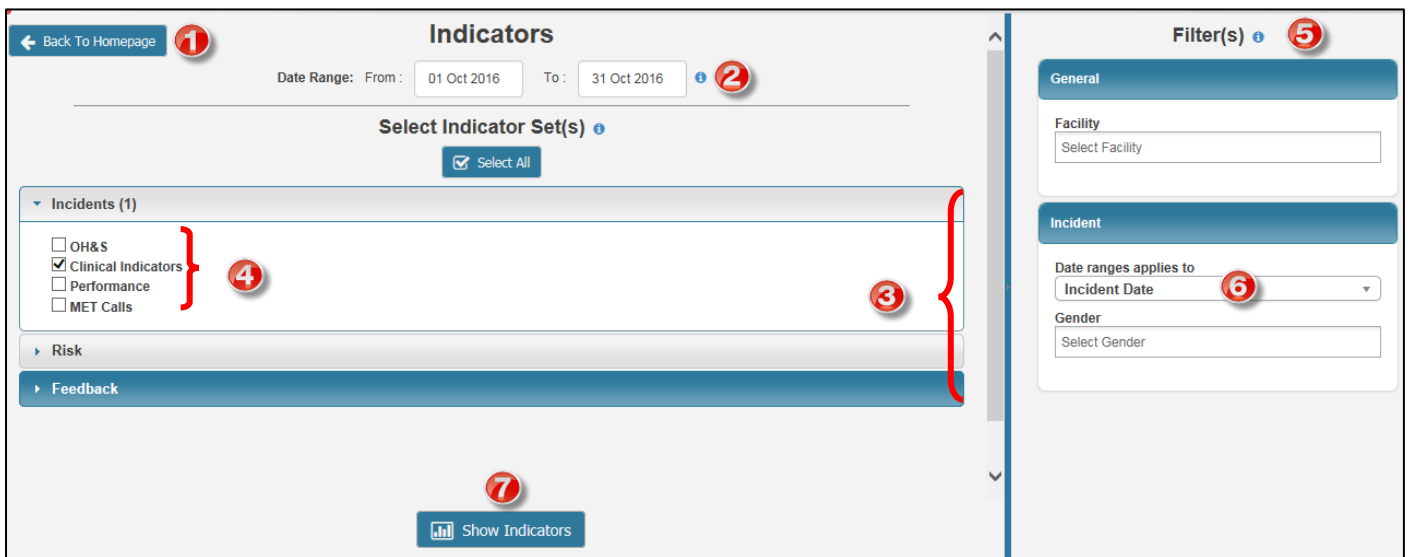 Back To Homepage
1
Indicators
Date Range: From : 01 Oct 2016 To : 31 Oct 2016
2
Select Indicator Set(s)
Select All
Incidents (1)
OH&S
Clinical Indicators
Performance
MET Calls
4
3
Risk
Feedback
7
Show Indicators
Filter(s)
5
General
Facility
Select Facility
Incident
Date ranges applies to
Incident Date
6
Gender
Select Gender